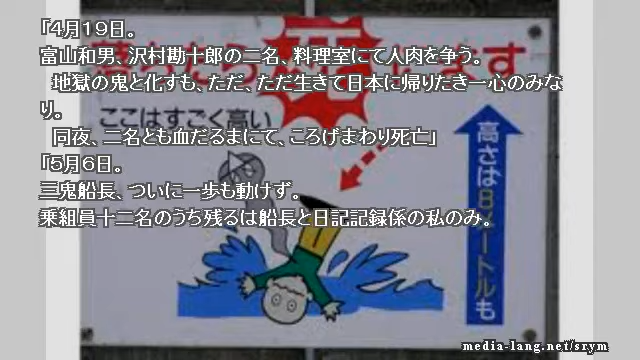 「4月19日。
富山和男、沢村勘十郎の二名、料理室にて人肉を争う。
地獄の鬼と化すも、ただ、ただ生きて日本に帰りたき一心のみな
り。
同夜、二名とも血だるまにて、ころげまわり死亡」
「5月6日。
三鬼船長、ついに一歩も動けず。
乗組員十二名のうち残るは船長と日記記録係の私のみ。
ここはすごく高い
高さは8メートルも
media-lang.net/srym